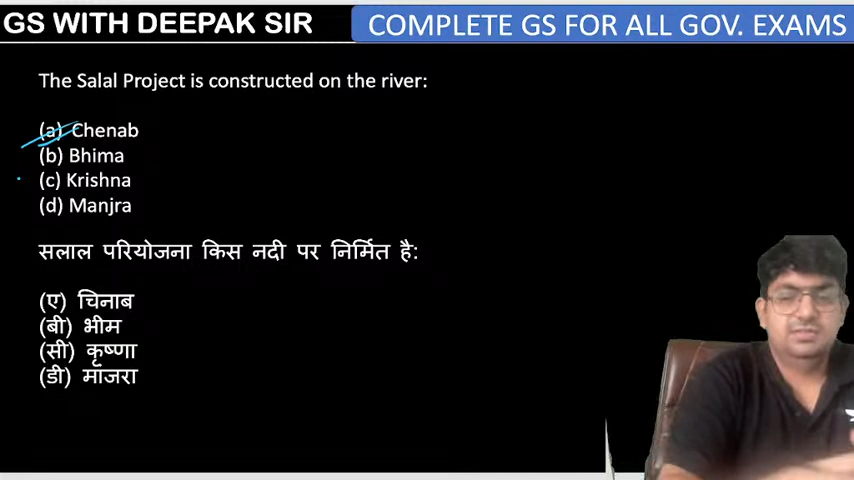 GS WITH DEEPAK SIR
COMPLETE GS FOR ALL GOV. EXAMS
The Salal Project is constructed on the river:
(a) Chenab
(b) Bhima
(c) Krishna
(d) Manjra
सलाल परियोजना किस नदी पर निर्मित है:
(ए) चिनाब
(बी) भीम
(सी) कृष्णा
(डी) मांजरा